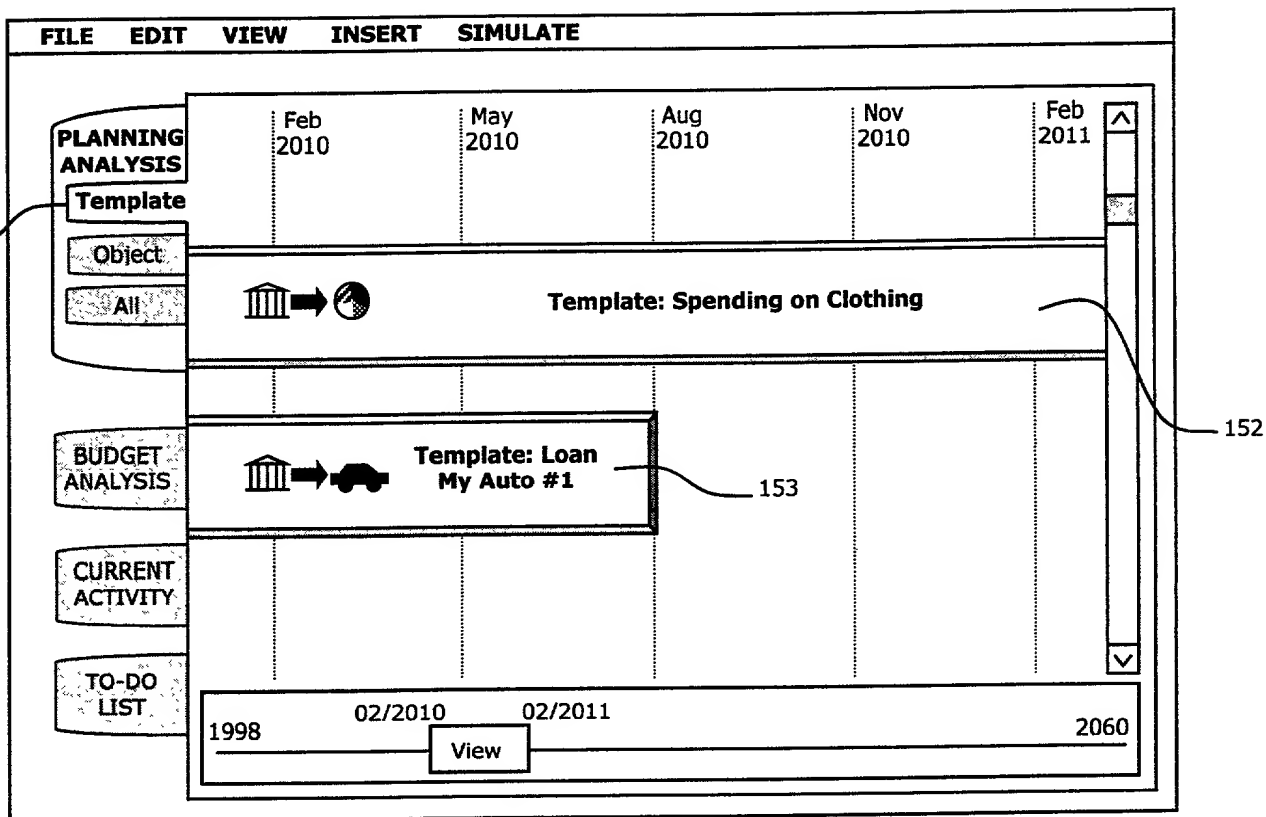 FILE EDIT VIEW INSERT SIMULATE
PLANNING
ANALYSIS
Template
Object
All
BUDGET
ANALYSIS
CURRENT
ACTIVITY
TO-DO
LIST
Feb
2010
May
2010
Aug
2010
Nov
2010
Feb
2011
Template: Spending on Clothing
152
Template: Loan
My Auto #1
153
02/2010 02/2011
1998 2060
View